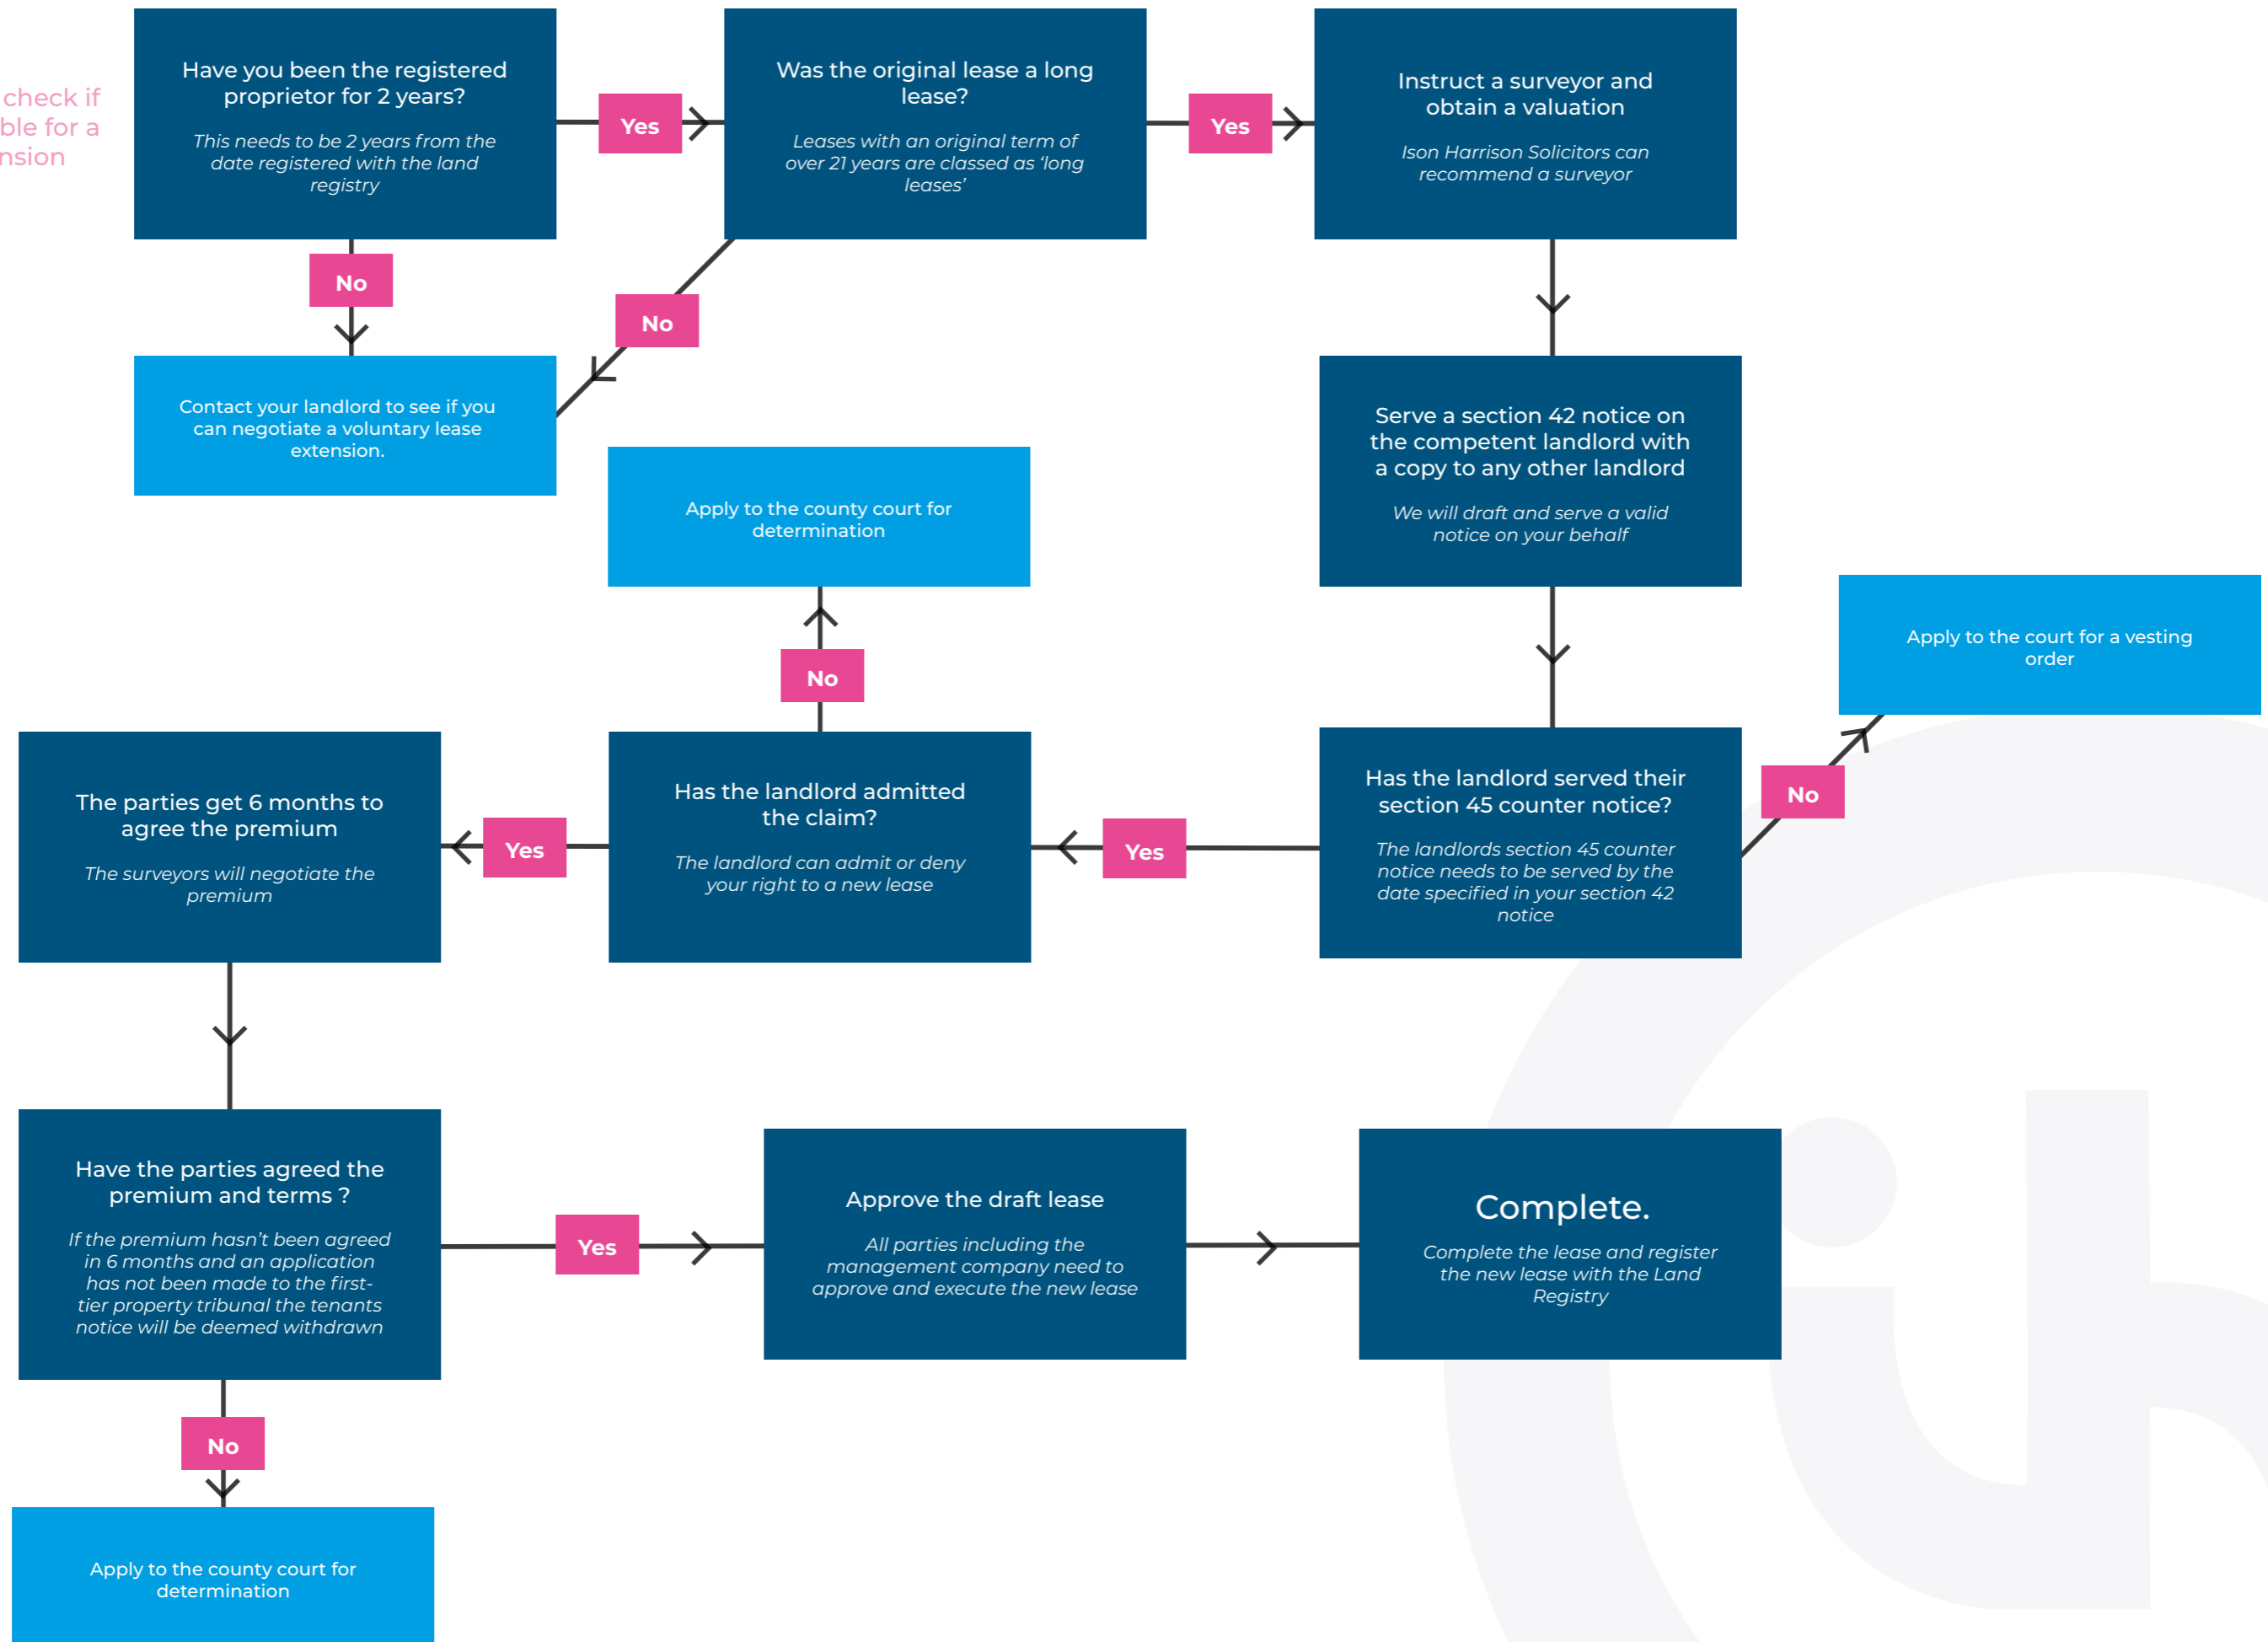 check if
ble for a
nsion
Have you been the registered
proprietor for 2 years?
This needs to be 2 years from the
date registered with the land
registry
Yes
Was the original lease a long
lease?
Leases with an original term of
over 21 years are classed as ‘long
leases’
Yes
Instruct a surveyor and
obtain a valuation
Ison Harrison Solicitors can
recommend a surveyor
No
No
Contact your landlord to see if you
can negotiate a voluntary lease
extension.
Serve a section 42 notice on
the competent landlord with
a copy to any other landlord
We will draft and serve a valid
notice on your behalf
Apply to the county court for
determination
Apply to the court for a vesting
order
No
Has the landlord served their
section 45 counter notice?
The landlords section 45 counter
notice needs to be served by the
date specified in your section 42
notice
No
Yes
Has the landlord admitted
the claim?
The landlord can admit or deny
your right to a new lease
Yes
The parties get 6 months to
agree the premium
The surveyors will negotiate the
premium
Have the parties agreed the
premium and terms ?
If the premium hasn’t been agreed
in 6 months and an application
has not been made to the first-
tier property tribunal the tenants
notice will be deemed withdrawn
Yes
Approve the draft lease
All parties including the
management company need to
approve and execute the new lease
Complete.
Complete the lease and register
the new lease with the Land
Registry
No
Apply to the county court for
determination